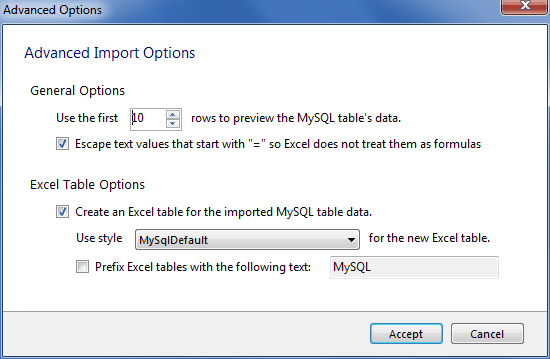 Advanced Options
Advanced Import Options
General Options
Use the first 10 rows to preview the MySQL table's data.
Escape text values that start with "=" so Excel does not treat them as formulas
Excel Table Options
Create an Excel table for the imported MySQL table data.
Use style MySqlDefault for the new Excel table.
Prefix Excel tables with the following text: MySQL
Accept Cancel